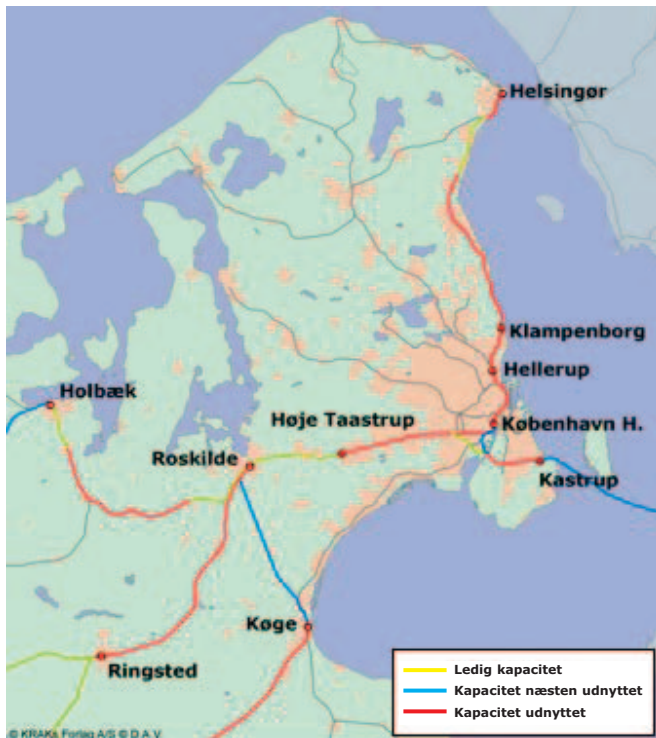 Helsingør
Klampenborg
Hellerup
Holbæk
København H.
Høje Taastrup
Roskilde
Kastrup
Køge
Ringsted
Ledig kapacitet
Kapacitet næsten udnyttet
Kapacitet udnyttet
© KRAKs Forlag A/S © D.A.V.